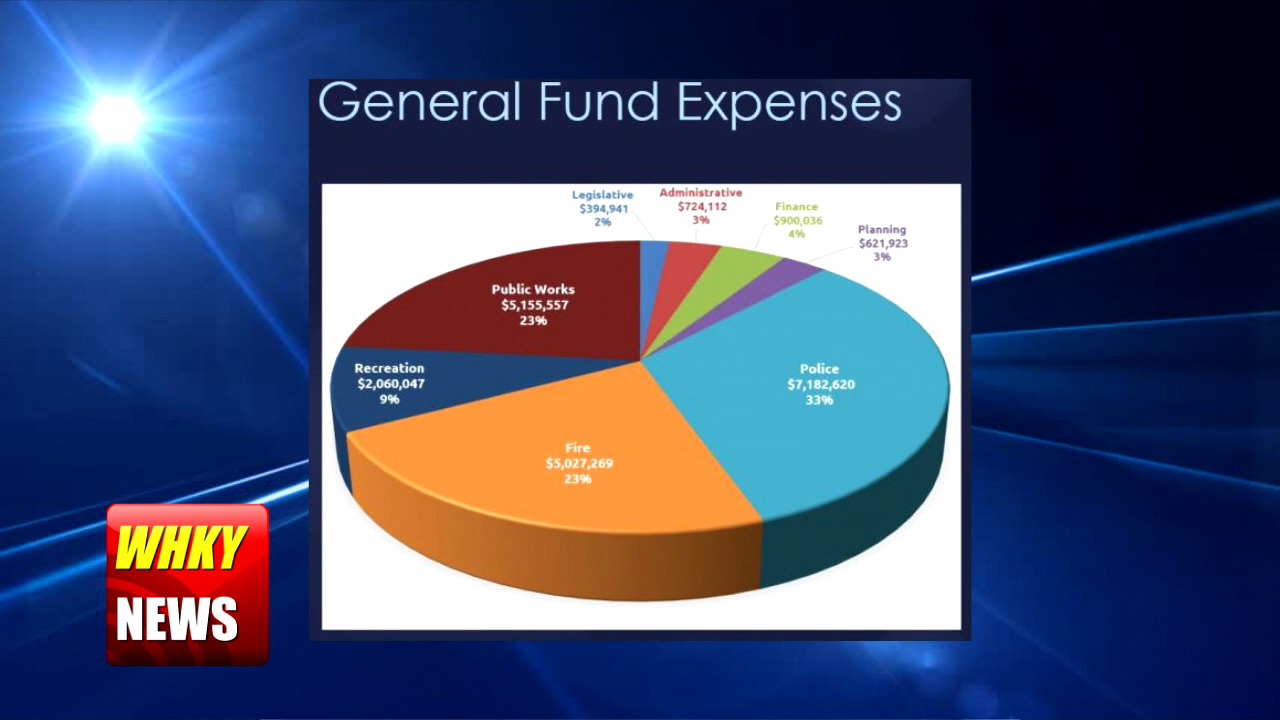 General Fund Expenses
Legislative
$394,941
2%
Administrative
$724,112
3%
Finance
$900,036
4%
Planning
$621,923
3%
Public Works
$5,155,557
23%
Recreation
$2,060,047
9%
Police
$7,182,620
33%
Fire
$5,027,269
23%
WHKY
NEWS